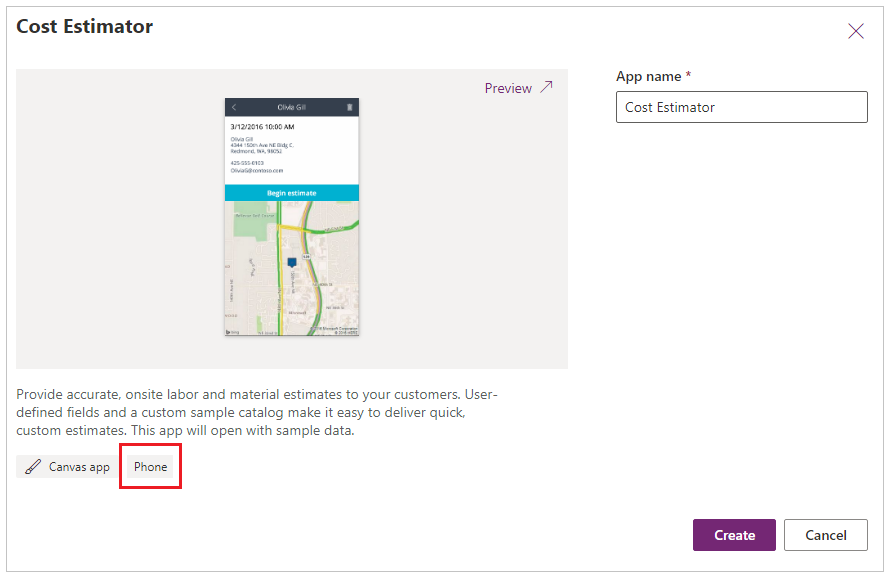 Cost Estimator
Preview
App name *
Cost Estimator
Olivia Gill
3/12/2016 10:00 AM
Olivia Gill
4344 150th Ave NE Bldg C.
Redmond, WA, 98052
425-555-0103
OliviaG@contoso.com
Begin estimate
Provide accurate, onsite labor and material estimates to your customers. User-
defined fields and a custom sample catalog make it easy to deliver quick,
custom estimates. This app will open with sample data.
Canvas app
Phone
Create
Cancel